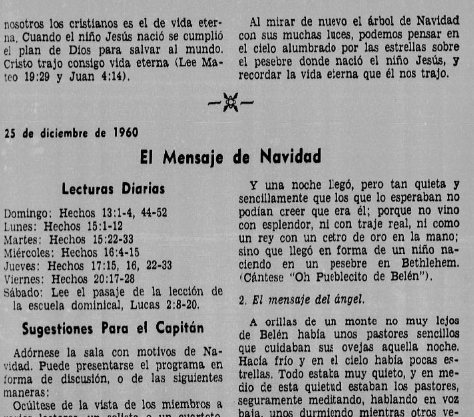 nosotros los cristianos es el de vida eter-
na. Cuando el niño Jesús nació se cumplió
el plan de Dios para salvar al mundo.
Cristo trajo consigo vida eterna (Lee Ma-
teo 19:29 y Juan 4:14).
Al mirar de nuevo el árbol de Navidad
con sus muchas luces, podemos pensar en
el cielo alumbrado por las estrellas sobre
el pesebre donde nació el niño Jesús, y
recordar la vida eterna que él nos trajo.
25 de diciembre de 1960
El Mensaje de Navidad
Lecturas Diarias
Domingo: Hechos 13:1-4, 44-52
Lunes: Hechos 15:1-12
Martes: Hechos 15:22-33
Miércoles: Hechos 16:4-15
Jueves: Hechos 17:15, 16, 22-33
Viernes: Hechos 20:17-28
Sábado: Lee el pasaje de la lección de
la escuela dominical, Lucas 2:8-20.
Sugestiones Para el Capitán
Adórnese la sala con motivos de Na-
vidad. Puede presentarse el programa en
forma de discusión, o de las siguientes
maneras:
Ocúltese de la vista de los miembros a
Y una noche llegó, pero tan quieta y
sencillamente que los que lo esperaban no
podían creer que era él; porque no vino
con esplendor, ni con traje real, ni como
un rey con un cetro de oro en la mano;
sino que llegó en forma de un niño na-
ciendo en un pesebre en Bethlehem.
(Cántese "Oh Pueblecito de Belén").
2. El mensaje del ángel.
A orillas de un monte no muy lejos
de Belén había unos pastores sencillos
que cuidaban sus ovejas aquella noche.
Hacía frío y en el cielo había pocas es-
trellas. Todo estaba muy quieto, y en me-
dio de esta quietud estaban los pastores,
seguramente meditando, hablando en voz
baja, unos durmiendo mientras otros ve-